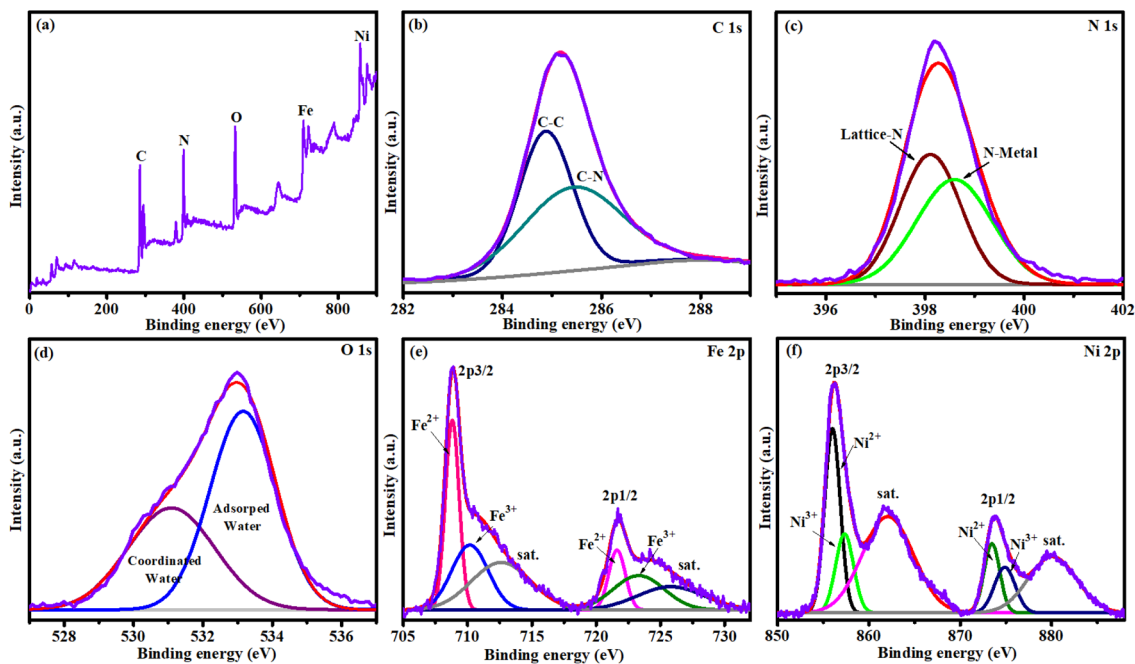 (a)
Ni
Fe
O
N
C
Intensity (a.u.)
0 200 400 600 800
Binding energy (eV)
(b)
C 1s
C-C
C-N
Intensity (a.u.)
282 284 286 288
Binding energy (eV)
(c)
N 1s
Lattice-N
N-Metal
Intensity (a.u.)
396 398 400 402
Binding energy (eV)
(d)
O 1s
Adsorped
Water
Coordinated
Water
Intensity (a.u.)
528 530 532 534 536
Binding energy (eV)
(e)
Fe 2p
2p3/2
Fe²⁺
Fe³⁺
sat.
2p1/2
Fe²⁺
Fe³⁺
sat.
Intensity (a.u.)
705 710 715 720 725 730
Binding energy (eV)
(f)
Ni 2p
2p3/2
Ni²⁺
Ni³⁺
sat.
2p1/2
Ni²⁺
Ni³⁺
sat.
Intensity (a.u.)
850 860 870 880
Binding energy (eV)